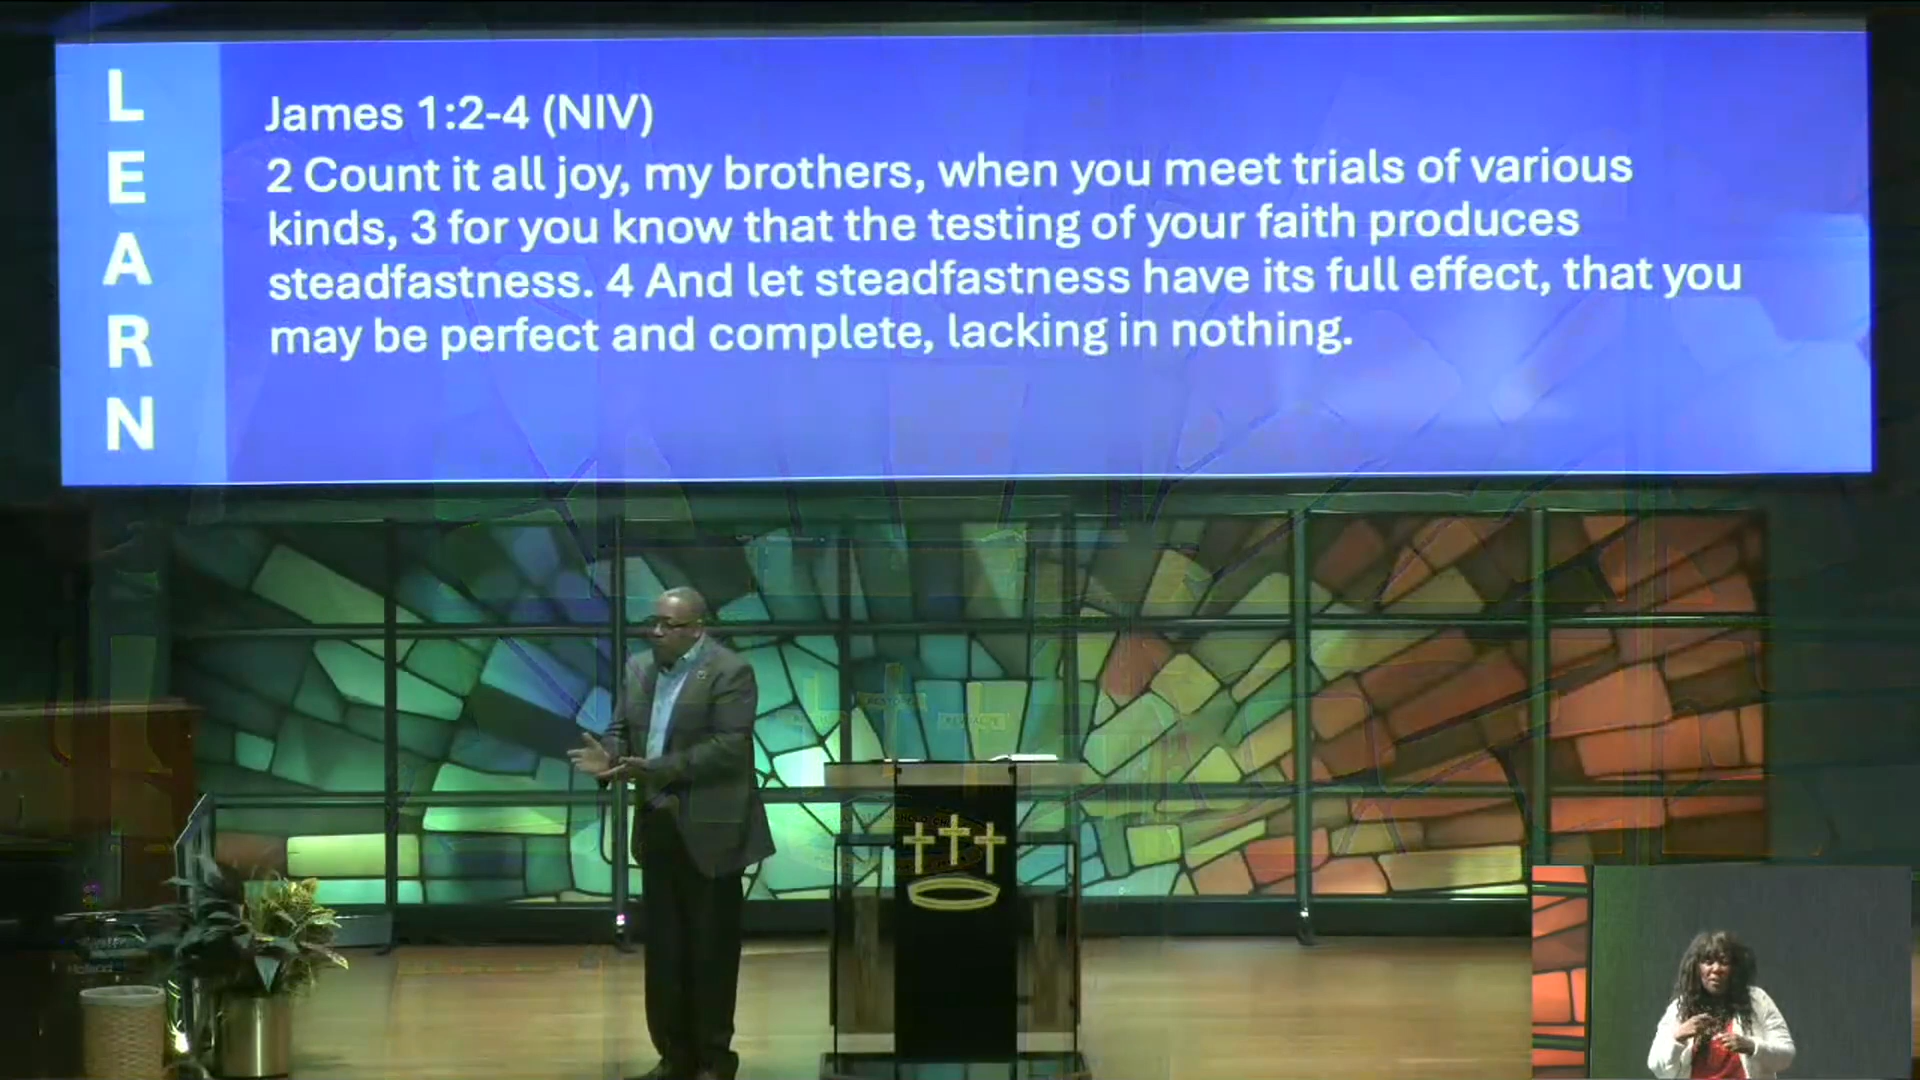 L
E
A
R
N
James 1:2-4 (NIV)
2 Count it all joy, my brothers, when you meet trials of various
kinds, 3 for you know that the testing of your faith produces
steadfastness. 4 And let steadfastness have its full effect, that you
may be perfect and complete, lacking in nothing.